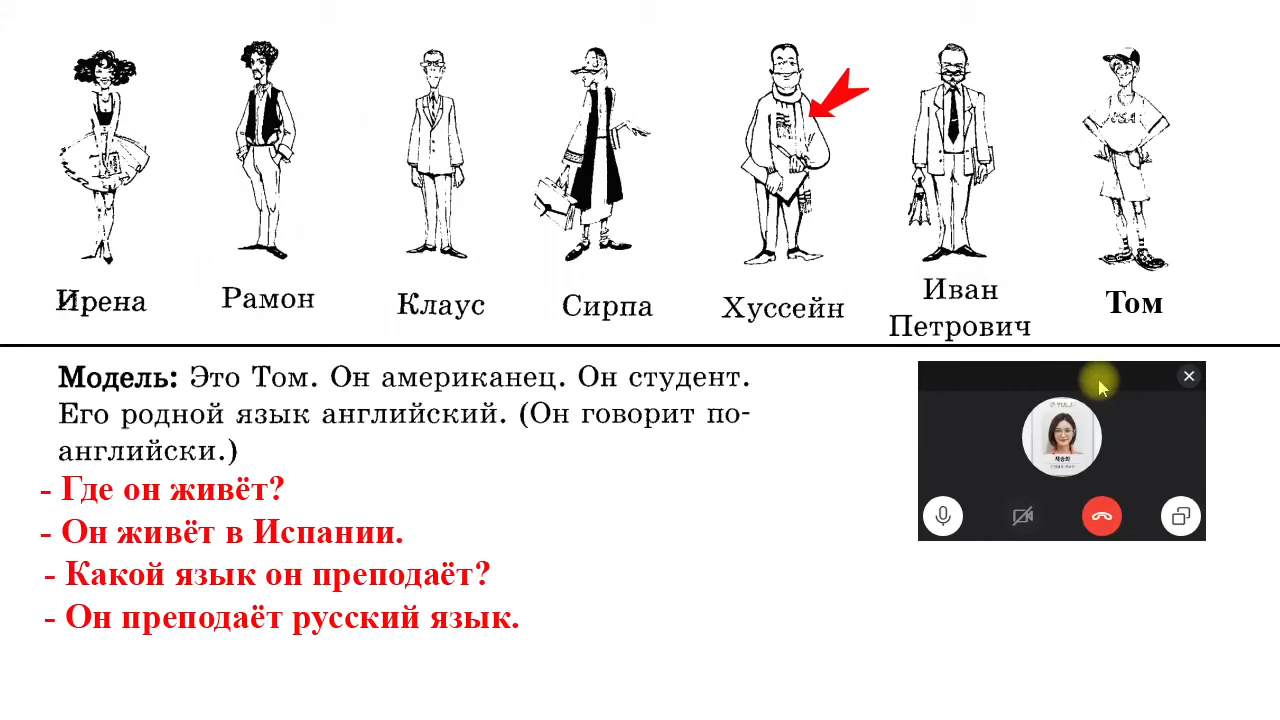 USA
Ирена
Рамон
Клаус
Сирпа
Хуссейн
Иван
Петрович
Том
Модель: Это Том. Он американец. Он студент.
Его родной язык английский. (Он говорит по-
английски.)
- Где он живёт?
- Он живёт в Испании.
- Какой язык он преподаёт?
- Он преподаёт русский язык.